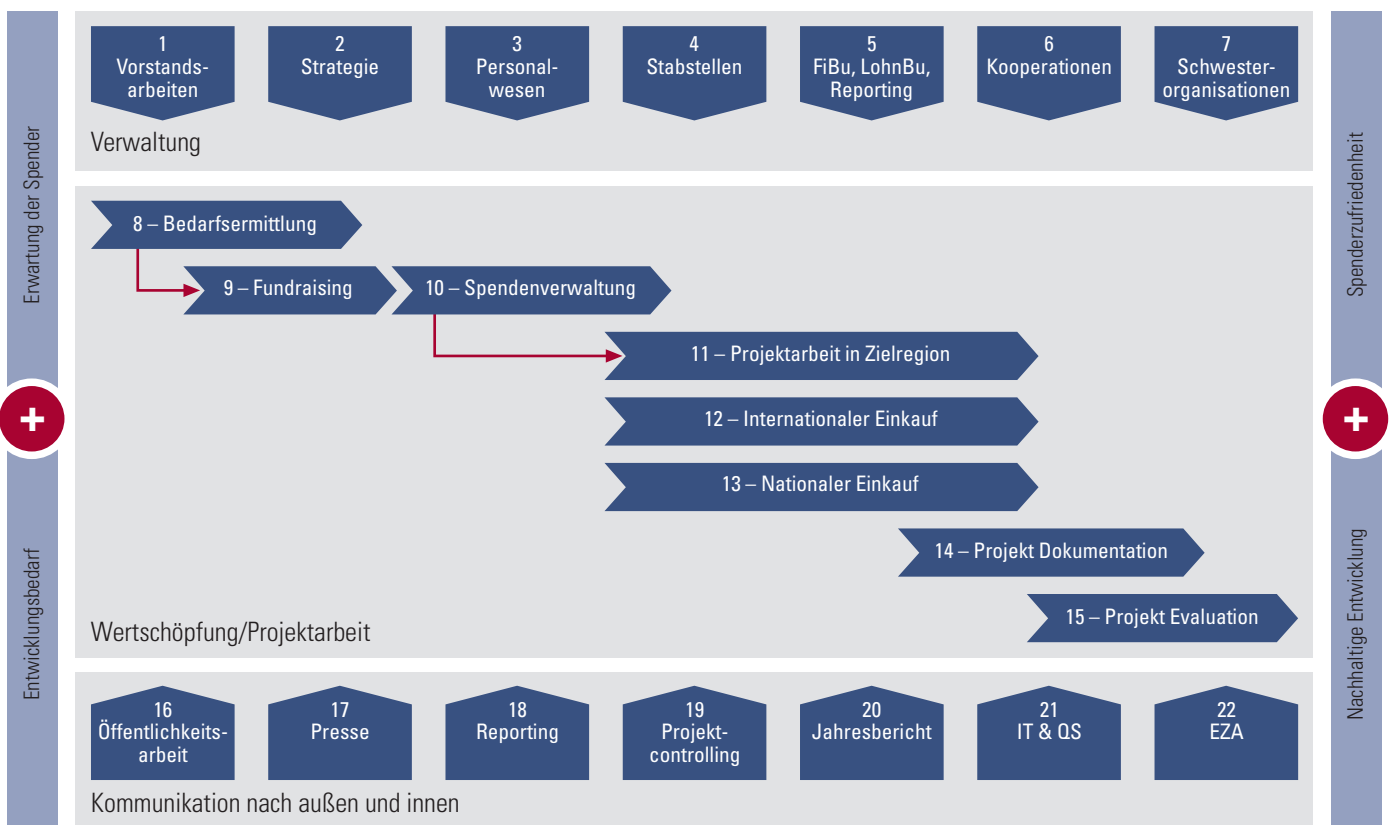 Erwartung der Spender
+
Entwicklungsbedarf
1
Vorstands-
arbeiten
2
Strategie
3
Personal-
wesen
4
Stabstellen
5
FiBu, LohnBu,
Reporting
6
Kooperationen
7
Schwester-
organisationen
Verwaltung
8 – Bedarfsermittlung
9 – Fundraising
10 – Spendenverwaltung
11 – Projektarbeit in Zielregion
12 – Internationaler Einkauf
13 – Nationaler Einkauf
14 – Projekt Dokumentation
15 – Projekt Evaluation
Wertschöpfung/Projektarbeit
16
Öffentlichkeits-
arbeit
17
Presse
18
Reporting
19
Projekt-
controlling
20
Jahresbericht
21
IT & QS
22
EZA
Kommunikation nach außen und innen
Spenderzufriedenheit
+
Nachhaltige Entwicklung